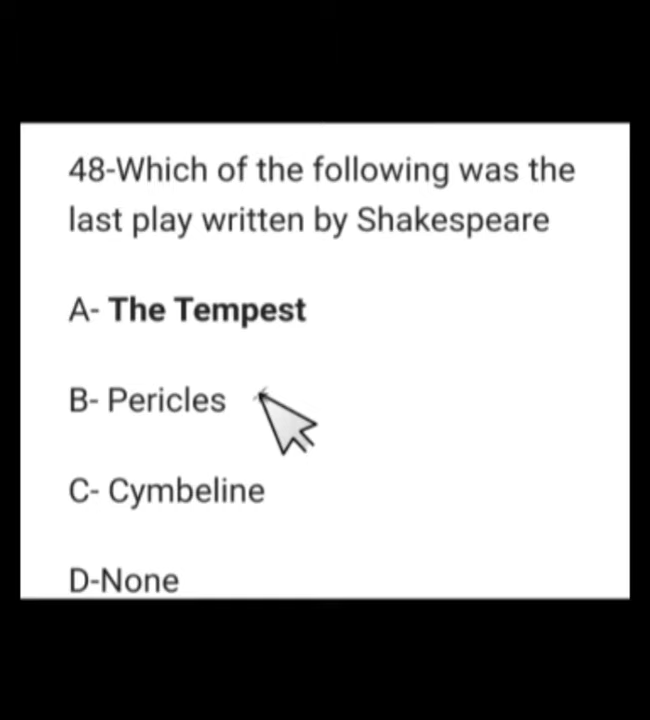 48-Which of the following was the
last play written by Shakespeare
A- The Tempest
B- Pericles
C- Cymbeline
D-None